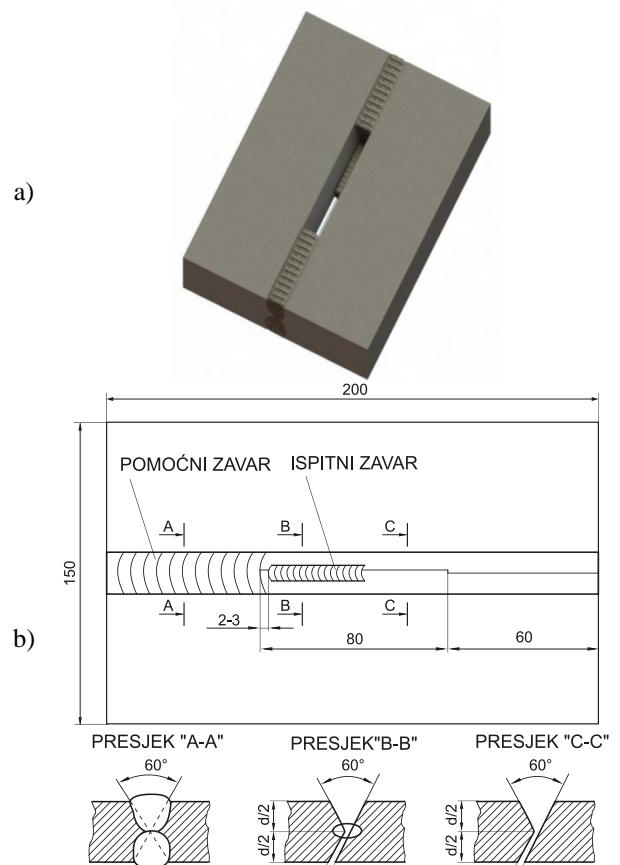 a)
200
POMOĆNI ZAVAR
ISPITNI ZAVAR
A
B
C
150
A
B
C
2-3
80
60
b)
PRESJEK "A-A"
PRESJEK"B-B"
PRESJEK "C-C"
60°
60°
60°
d/2
d/2
d/2
d/2